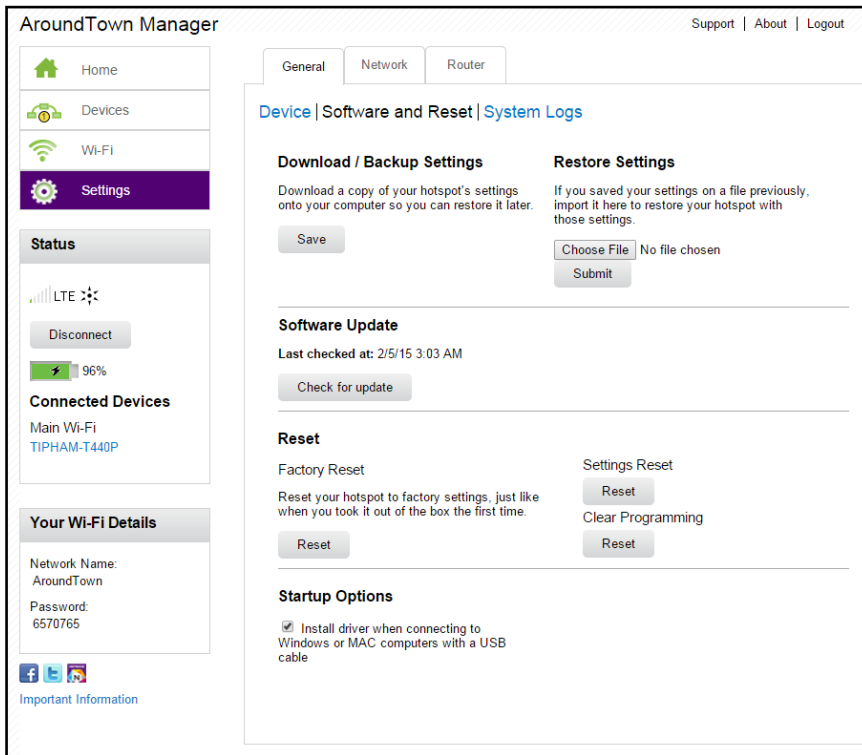 AroundTown Manager
Support | About | Logout
Home
Devices
1
Wi-Fi
Settings
Status
LTE
Disconnect
96%
Connected Devices
Main Wi-Fi
TIPHAM-T440P
Your Wi-Fi Details
Network Name:
AroundTown
Password:
6570765
f t N
Important Information
General
Network
Router
Device | Software and Reset | System Logs
Download / Backup Settings
Download a copy of your hotspot's settings
onto your computer so you can restore it later.
Save
Restore Settings
If you saved your settings on a file previously,
import it here to restore your hotspot with
those settings.
Choose File No file chosen
Submit
Software Update
Last checked at: 2/5/15 3:03 AM
Check for update
Reset
Factory Reset
Reset your hotspot to factory settings, just like
when you took it out of the box the first time.
Reset
Settings Reset
Reset
Clear Programming
Reset
Startup Options
Install driver when connecting to
Windows or MAC computers with a USB
cable